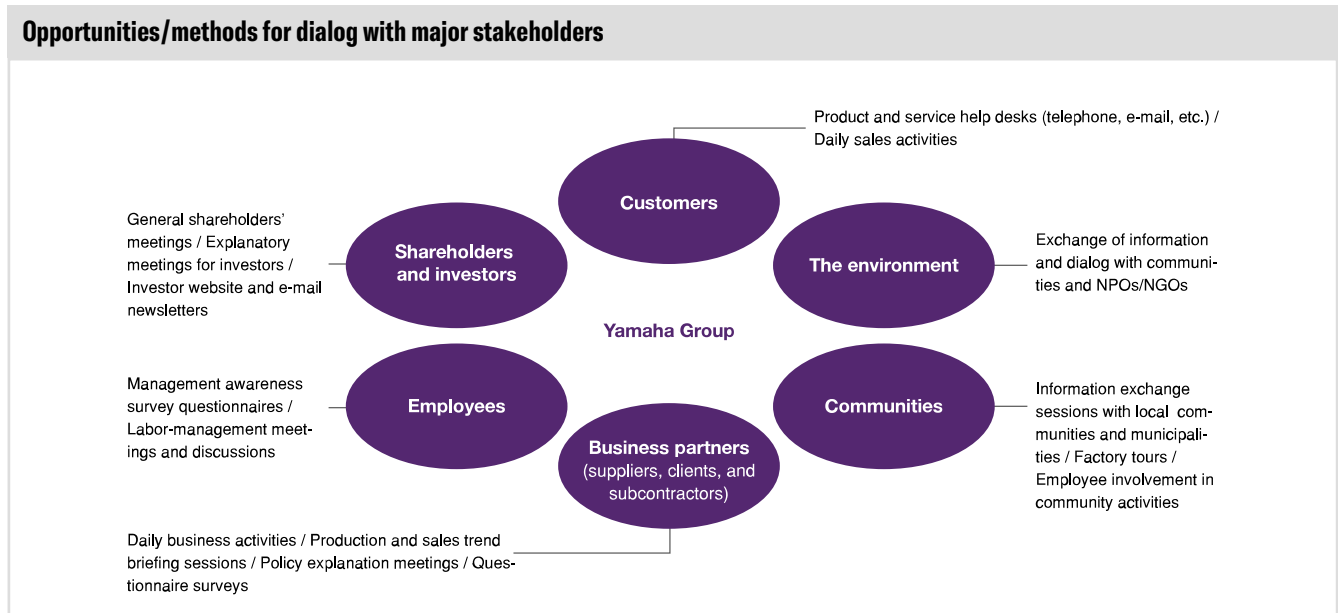 Opportunities/methods for dialog with major stakeholders
Product and service help desks (telephone, e-mail, etc.) /
Daily sales activities
Customers
General shareholders'
meetings / Explanatory
meetings for investors /
Investor website and e-mail
newsletters
Shareholders
and investors
The environment
Exchange of information
and dialog with communi-
ties and NPOs/NGOs
Yamaha Group
Management awareness
survey questionnaires /
Labor-management meet-
ings and discussions
Employees
Communities
Information exchange
sessions with local com-
munities and municipali-
ties / Factory tours /
Employee involvement in
community activities
Business partners
(suppliers, clients, and
subcontractors)
Daily business activities / Production and sales trend
briefing sessions / Policy explanation meetings / Ques-
tionnaire surveys